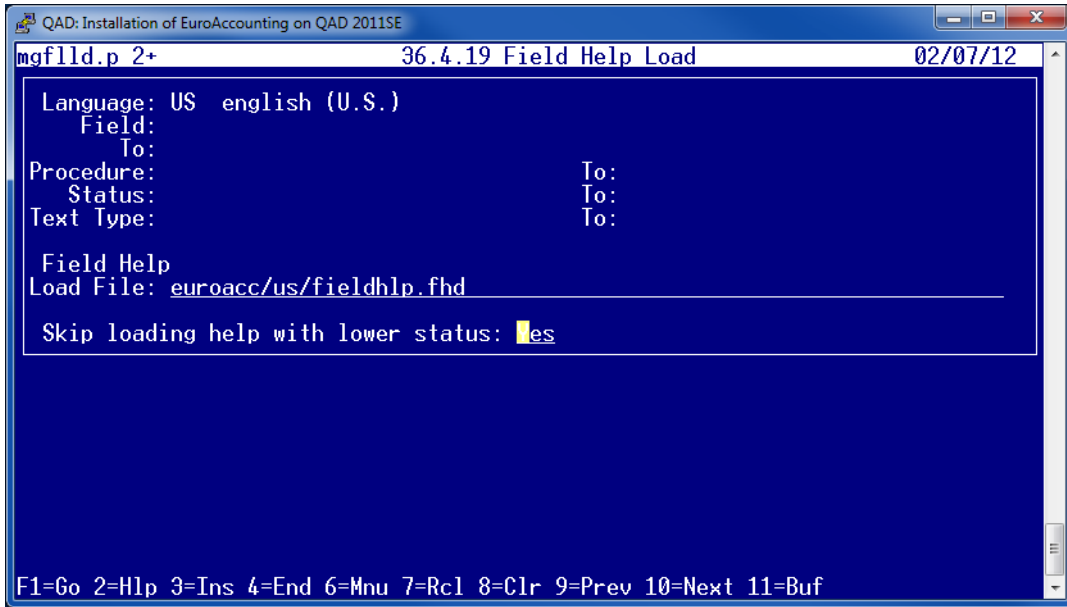 QAD: Installation of EuroAccounting on QAD 2011SE
mgflld.p 2+ 36.4.19 Field Help Load 02/07/12
Language: US english (U.S.)
Field:
To:
Procedure: To:
Status: To:
Text Type: To:
Field Help
Load File: euroacc/us/fieldhlp.fhd
Skip loading help with lower status: Yes
F1=Go 2=Hlp 3=Ins 4=End 6=Mnu 7=Rcl 8=Clr 9=Prev 10=Next 11=Buf